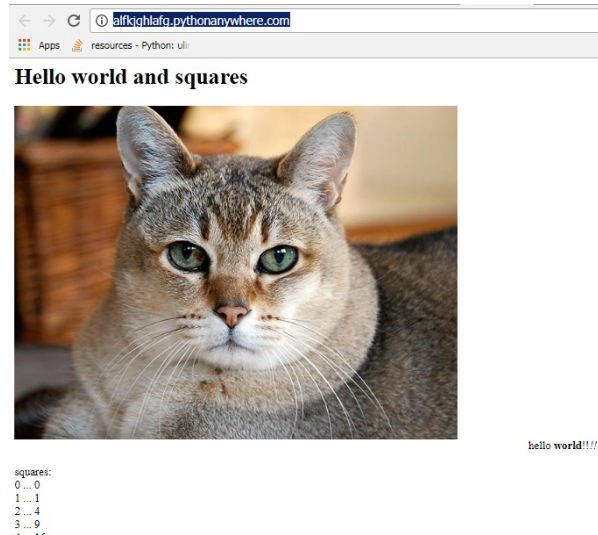 alfkjghlafg.pythonanywhere.com
Apps resources - Python: uli
Hello world and squares
hello world!!!!
squares:
0 ... 0
1 ... 1
2 ... 4
3 ... 9